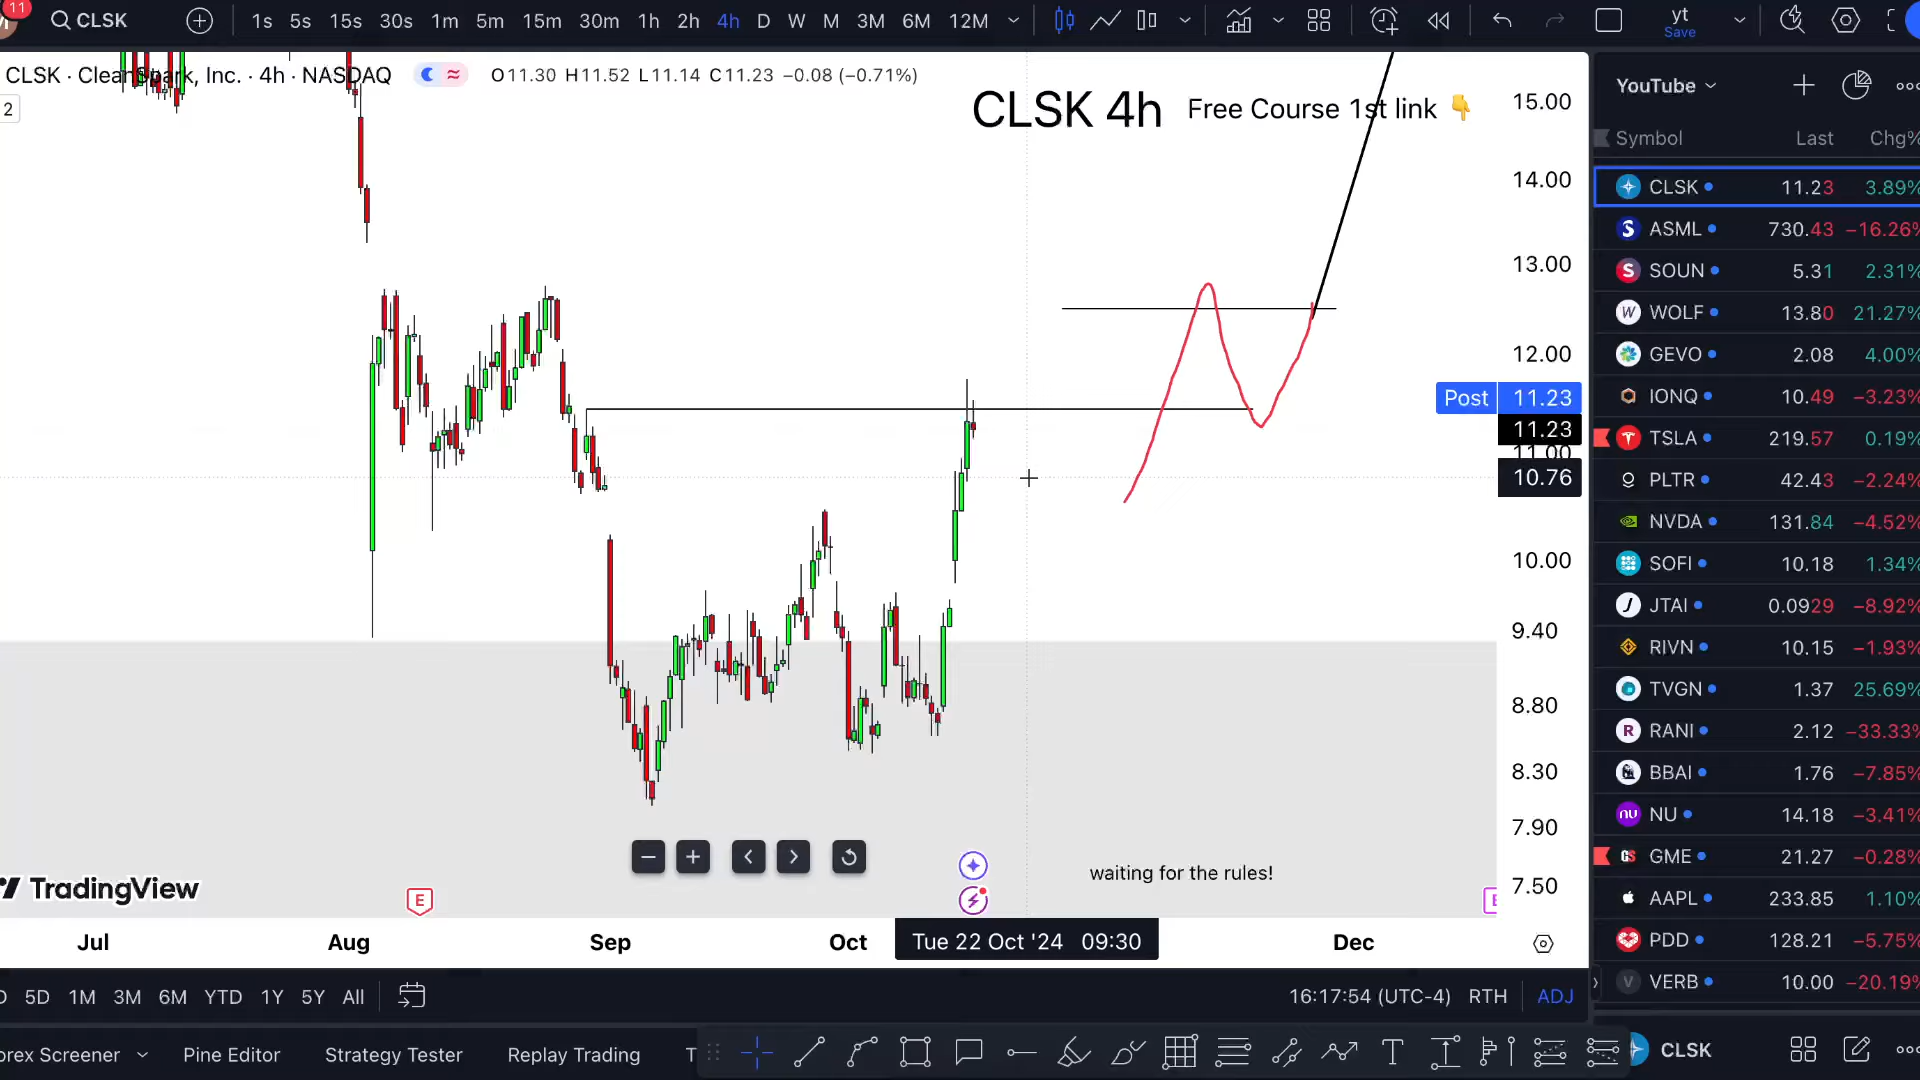 11
CLSK 1s 5s 15s 30s 1m 5m 15m 30m 1h 2h 4h D W M 3M 6M 12M yt
Save
CLSK · CleanSpark, Inc. · 4h · NASDAQ O11.30 H11.52 L11.14 C11.23 −0.08 (−0.71%)
2
CLSK 4h Free Course 1st link 👇
15.00
14.00
13.00
12.00
Post 11.23
11.23
11.00
10.76
10.00
9.40
8.80
8.30
7.90
7.50
waiting for the rules!
TradingView
E
E
Jul Aug Sep Oct Tue 22 Oct '24 09:30 Dec
5D 1M 3M 6M YTD 1Y 5Y All 16:17:54 (UTC-4) RTH ADJ
orex Screener Pine Editor Strategy Tester Replay Trading T
YouTube
Symbol Last Chg%
CLSK 11.23 3.89%
ASML 730.43 −16.26%
SOUN 5.31 2.31%
WOLF 13.80 21.27%
GEVO 2.08 4.00%
IONQ 10.49 −3.23%
TSLA 219.57 0.19%
PLTR 42.43 −2.24%
NVDA 131.84 −4.52%
SOFI 10.18 1.34%
JTAI 0.0929 −8.92%
RIVN 10.15 −1.93%
TVGN 1.37 25.69%
RANI 2.12 −33.33%
BBAI 1.76 −7.85%
NU 14.18 −3.41%
GME 21.27 −0.28%
AAPL 233.85 1.10%
PDD 128.21 −5.75%
VERB 10.00 −20.19%
CLSK